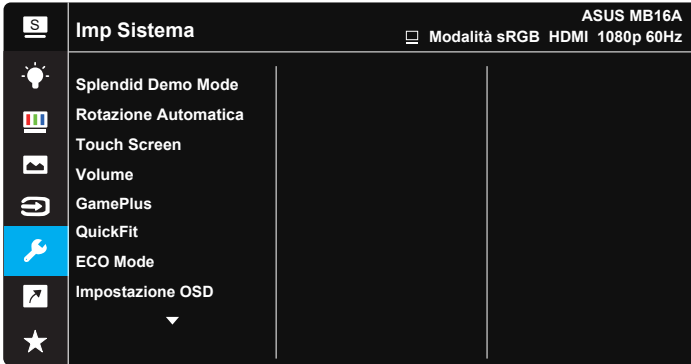 S
ASUS MB16A
Imp Sistema
Modalità sRGB HDMI 1080p 60Hz
Splendid Demo Mode
Rotazione Automatica
Touch Screen
Volume
GamePlus
QuickFit
ECO Mode
Impostazione OSD